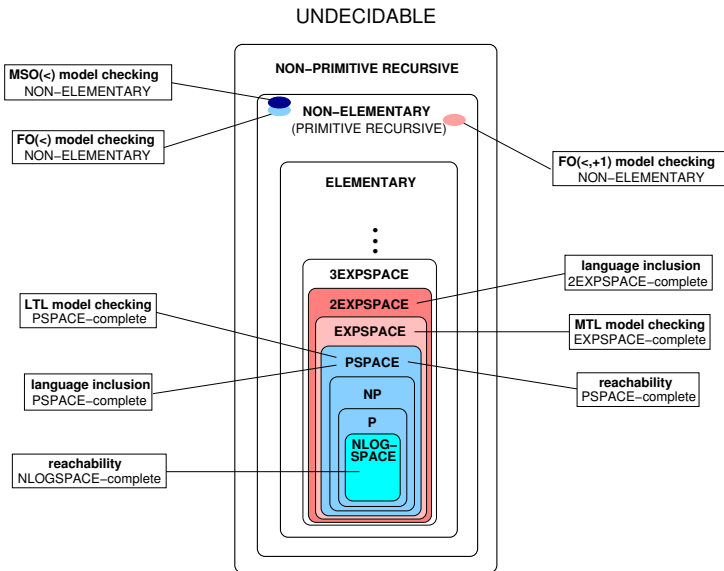 UNDECIDABLE
NON–PRIMITIVE RECURSIVE
MSO(<) model checking
NON–ELEMENTARY
NON–ELEMENTARY
(PRIMITIVE RECURSIVE)
FO(<) model checking
NON–ELEMENTARY
FO(<,+1) model checking
NON–ELEMENTARY
ELEMENTARY
3EXPSPACE
language inclusion
2EXPSPACE–complete
LTL model checking
PSPACE–complete
2EXPSPACE
EXPSPACE
MTL model checking
EXPSPACE–complete
PSPACE
language inclusion
PSPACE–complete
reachability
PSPACE–complete
NP
P
NLOG–
SPACE
reachability
NLOGSPACE–complete